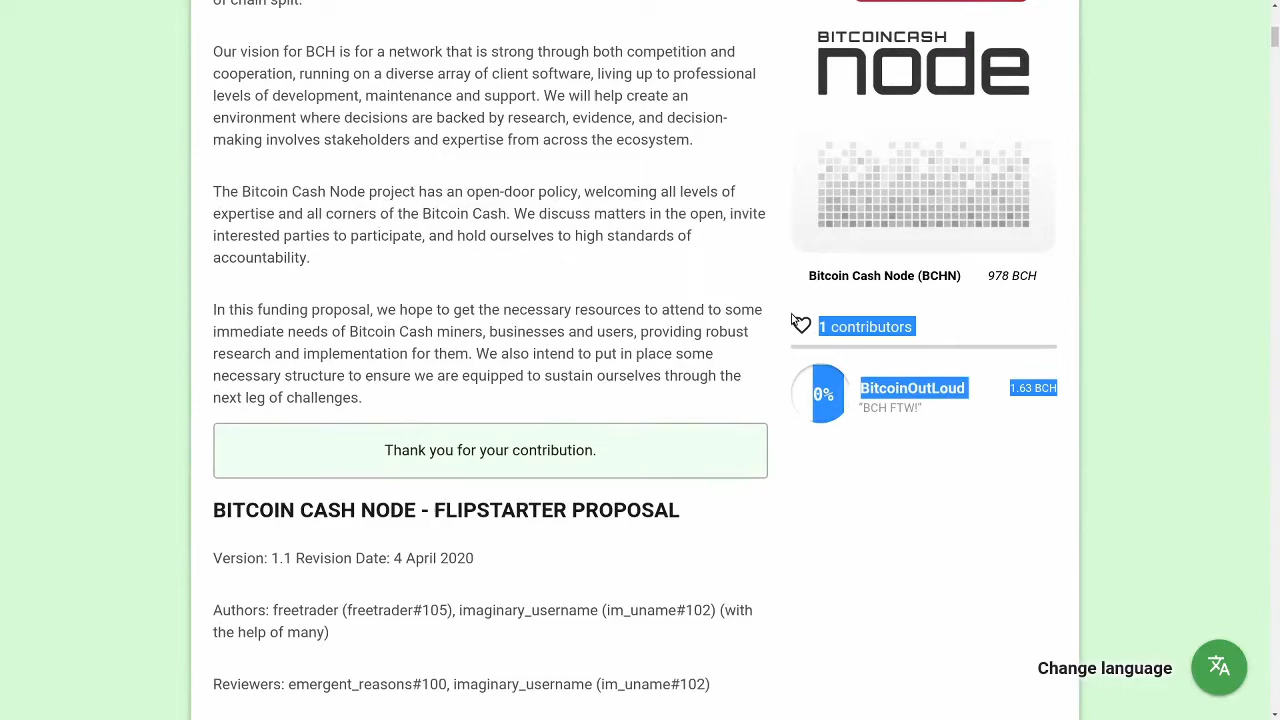 of chain split.
Our vision for BCH is for a network that is strong through both competition and
cooperation, running on a diverse array of client software, living up to professional
levels of development, maintenance and support. We will help create an
environment where decisions are backed by research, evidence, and decision-
making involves stakeholders and expertise from across the ecosystem.
The Bitcoin Cash Node project has an open-door policy, welcoming all levels of
expertise and all corners of the Bitcoin Cash. We discuss matters in the open, invite
interested parties to participate, and hold ourselves to high standards of
accountability.
In this funding proposal, we hope to get the necessary resources to attend to some
immediate needs of Bitcoin Cash miners, businesses and users, providing robust
research and implementation for them. We also intend to put in place some
necessary structure to ensure we are equipped to sustain ourselves through the
next leg of challenges.
Thank you for your contribution.
BITCOIN CASH NODE - FLIPSTARTER PROPOSAL
Version: 1.1 Revision Date: 4 April 2020
Authors: freetrader (freetrader#105), imaginary_username (im_uname#102) (with
the help of many)
Reviewers: emergent_reasons#100, imaginary_username (im_uname#102)
BITCOINCASH
node
Bitcoin Cash Node (BCHN) 978 BCH
1 contributors
0% BitcoinOutLoud 1.63 BCH
"BCH FTW!"
Change language